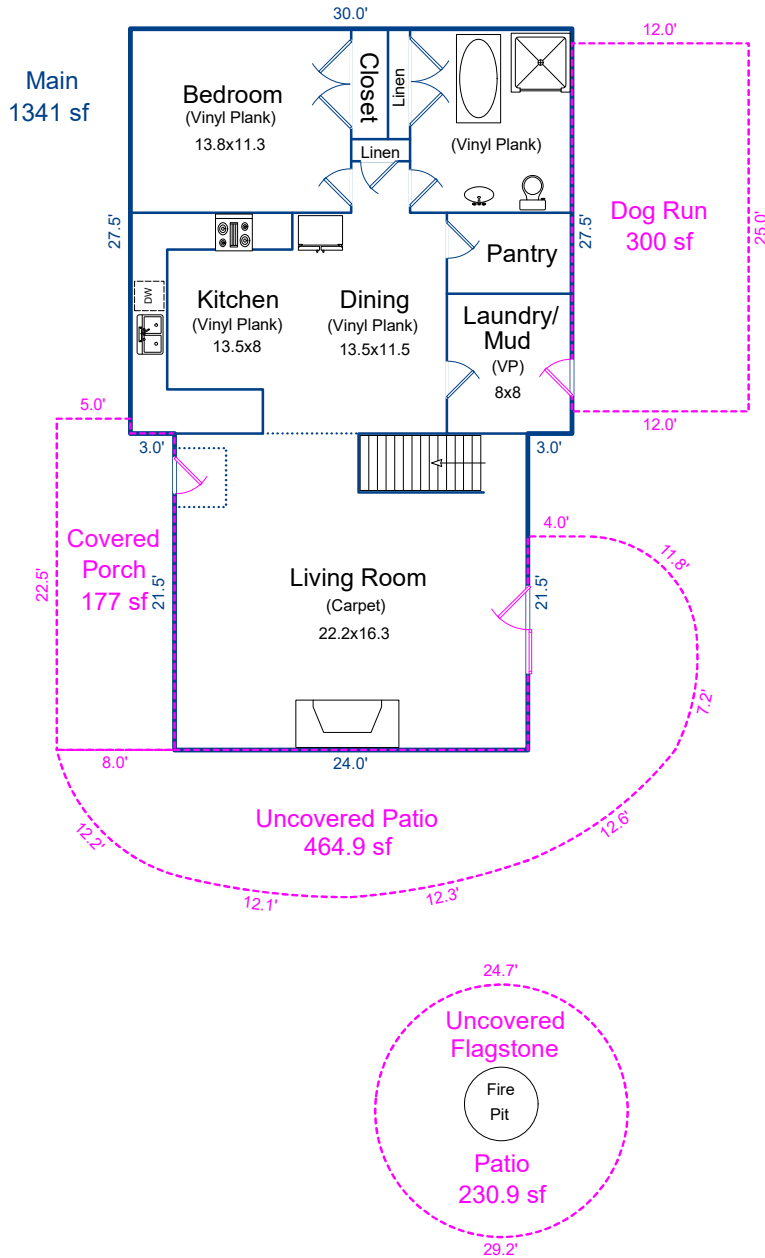 30.0'
12.0'
Main
1341 sf
Bedroom
(Vinyl Plank)
13.8x11.3
Closet
Linen
Linen
(Vinyl Plank)
27.5'
27.5'
Dog Run
300 sf
25.0'
Pantry
DW
Kitchen
(Vinyl Plank)
13.5x8
Dining
(Vinyl Plank)
13.5x11.5
Laundry/
Mud
(VP)
8x8
5.0'
12.0'
3.0'
3.0'
4.0'
11.8'
Covered
Porch
177 sf
22.5'
21.5'
21.5'
Living Room
(Carpet)
22.2x16.3
7.2'
8.0'
24.0'
Uncovered Patio
464.9 sf
12.2'
12.6'
12.1'
12.3'
24.7'
Uncovered
Flagstone
Fire
Pit
Patio
230.9 sf
29.2'